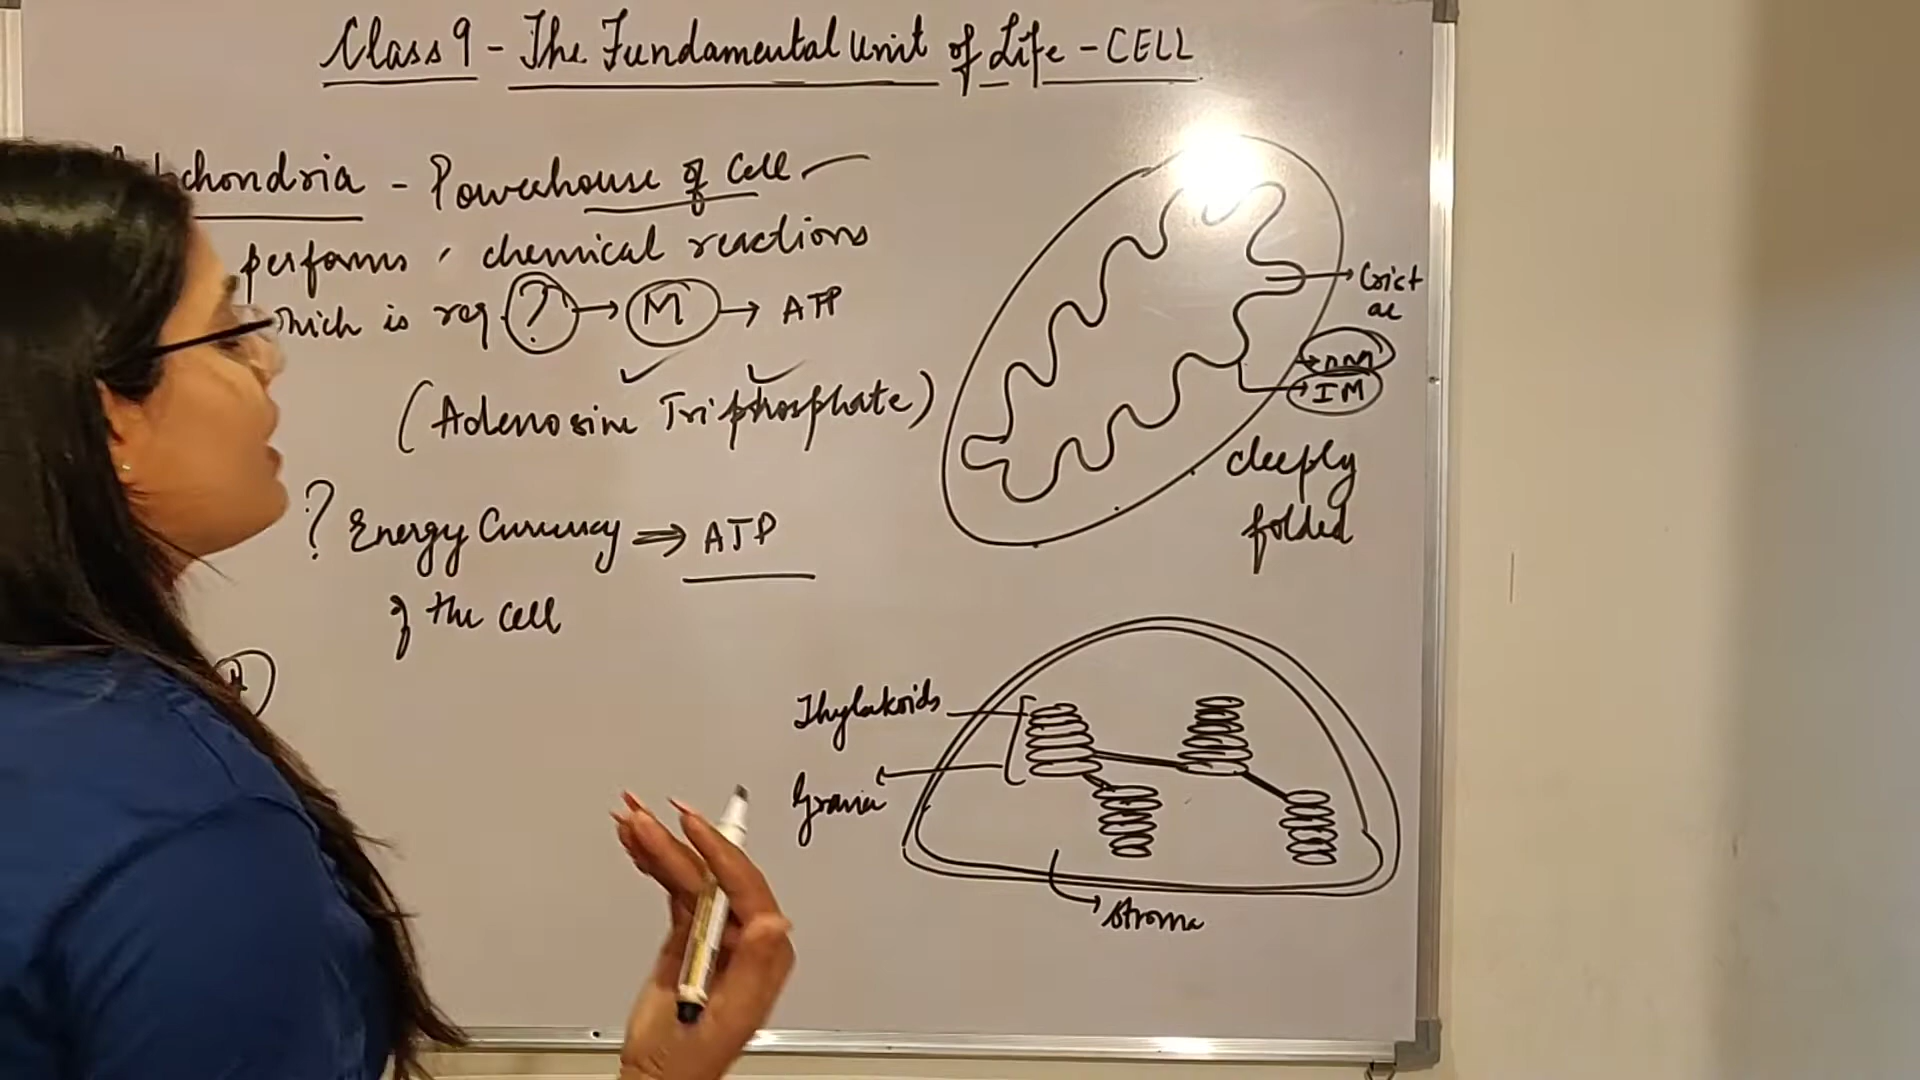 Class 9 - The Fundamental Unit of Life - CELL
chondria - Powerhouse of Cell
performs, chemical reactions
which is req. ? → M → ATP
(Adenosine Triphosphate)
? Energy Currency ⇒ ATP
of the cell
Crist
ae
IM
deeply
folded
Thylakoids
Grana
Stroma